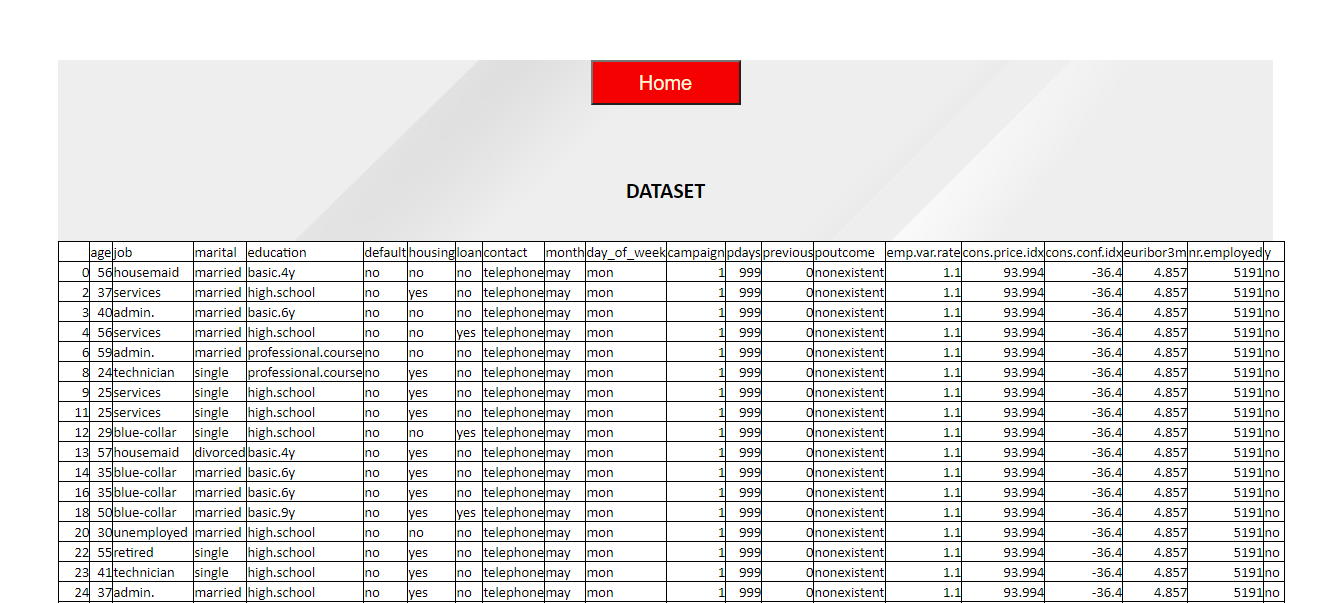 Home
DATASET
age job marital education default housing loan contact month day_of_week campaign pdays previous poutcome emp.var.rate cons.price.idx cons.conf.idx euribor3m nr.employed y
0 56 housemaid married basic.4y no no no telephone may mon 1 999 0 nonexistent 1.1 93.994 -36.4 4.857 5191 no
2 37 services married high.school no yes no telephone may mon 1 999 0 nonexistent 1.1 93.994 -36.4 4.857 5191 no
3 40 admin. married basic.6y no no no telephone may mon 1 999 0 nonexistent 1.1 93.994 -36.4 4.857 5191 no
4 56 services married high.school no no yes telephone may mon 1 999 0 nonexistent 1.1 93.994 -36.4 4.857 5191 no
6 59 admin. married professional.course no no no telephone may mon 1 999 0 nonexistent 1.1 93.994 -36.4 4.857 5191 no
8 24 technician single professional.course no yes no telephone may mon 1 999 0 nonexistent 1.1 93.994 -36.4 4.857 5191 no
9 25 services single high.school no yes no telephone may mon 1 999 0 nonexistent 1.1 93.994 -36.4 4.857 5191 no
11 25 services single high.school no yes no telephone may mon 1 999 0 nonexistent 1.1 93.994 -36.4 4.857 5191 no
12 29 blue-collar single high.school no no yes telephone may mon 1 999 0 nonexistent 1.1 93.994 -36.4 4.857 5191 no
13 57 housemaid divorced basic.4y no yes no telephone may mon 1 999 0 nonexistent 1.1 93.994 -36.4 4.857 5191 no
14 35 blue-collar married basic.6y no yes no telephone may mon 1 999 0 nonexistent 1.1 93.994 -36.4 4.857 5191 no
16 35 blue-collar married basic.6y no yes no telephone may mon 1 999 0 nonexistent 1.1 93.994 -36.4 4.857 5191 no
18 50 blue-collar married basic.9y no yes yes telephone may mon 1 999 0 nonexistent 1.1 93.994 -36.4 4.857 5191 no
20 30 unemployed married high.school no no no telephone may mon 1 999 0 nonexistent 1.1 93.994 -36.4 4.857 5191 no
22 55 retired single high.school no yes no telephone may mon 1 999 0 nonexistent 1.1 93.994 -36.4 4.857 5191 no
23 41 technician single high.school no yes no telephone may mon 1 999 0 nonexistent 1.1 93.994 -36.4 4.857 5191 no
24 37 admin. married high.school no yes no telephone may mon 1 999 0 nonexistent 1.1 93.994 -36.4 4.857 5191 no